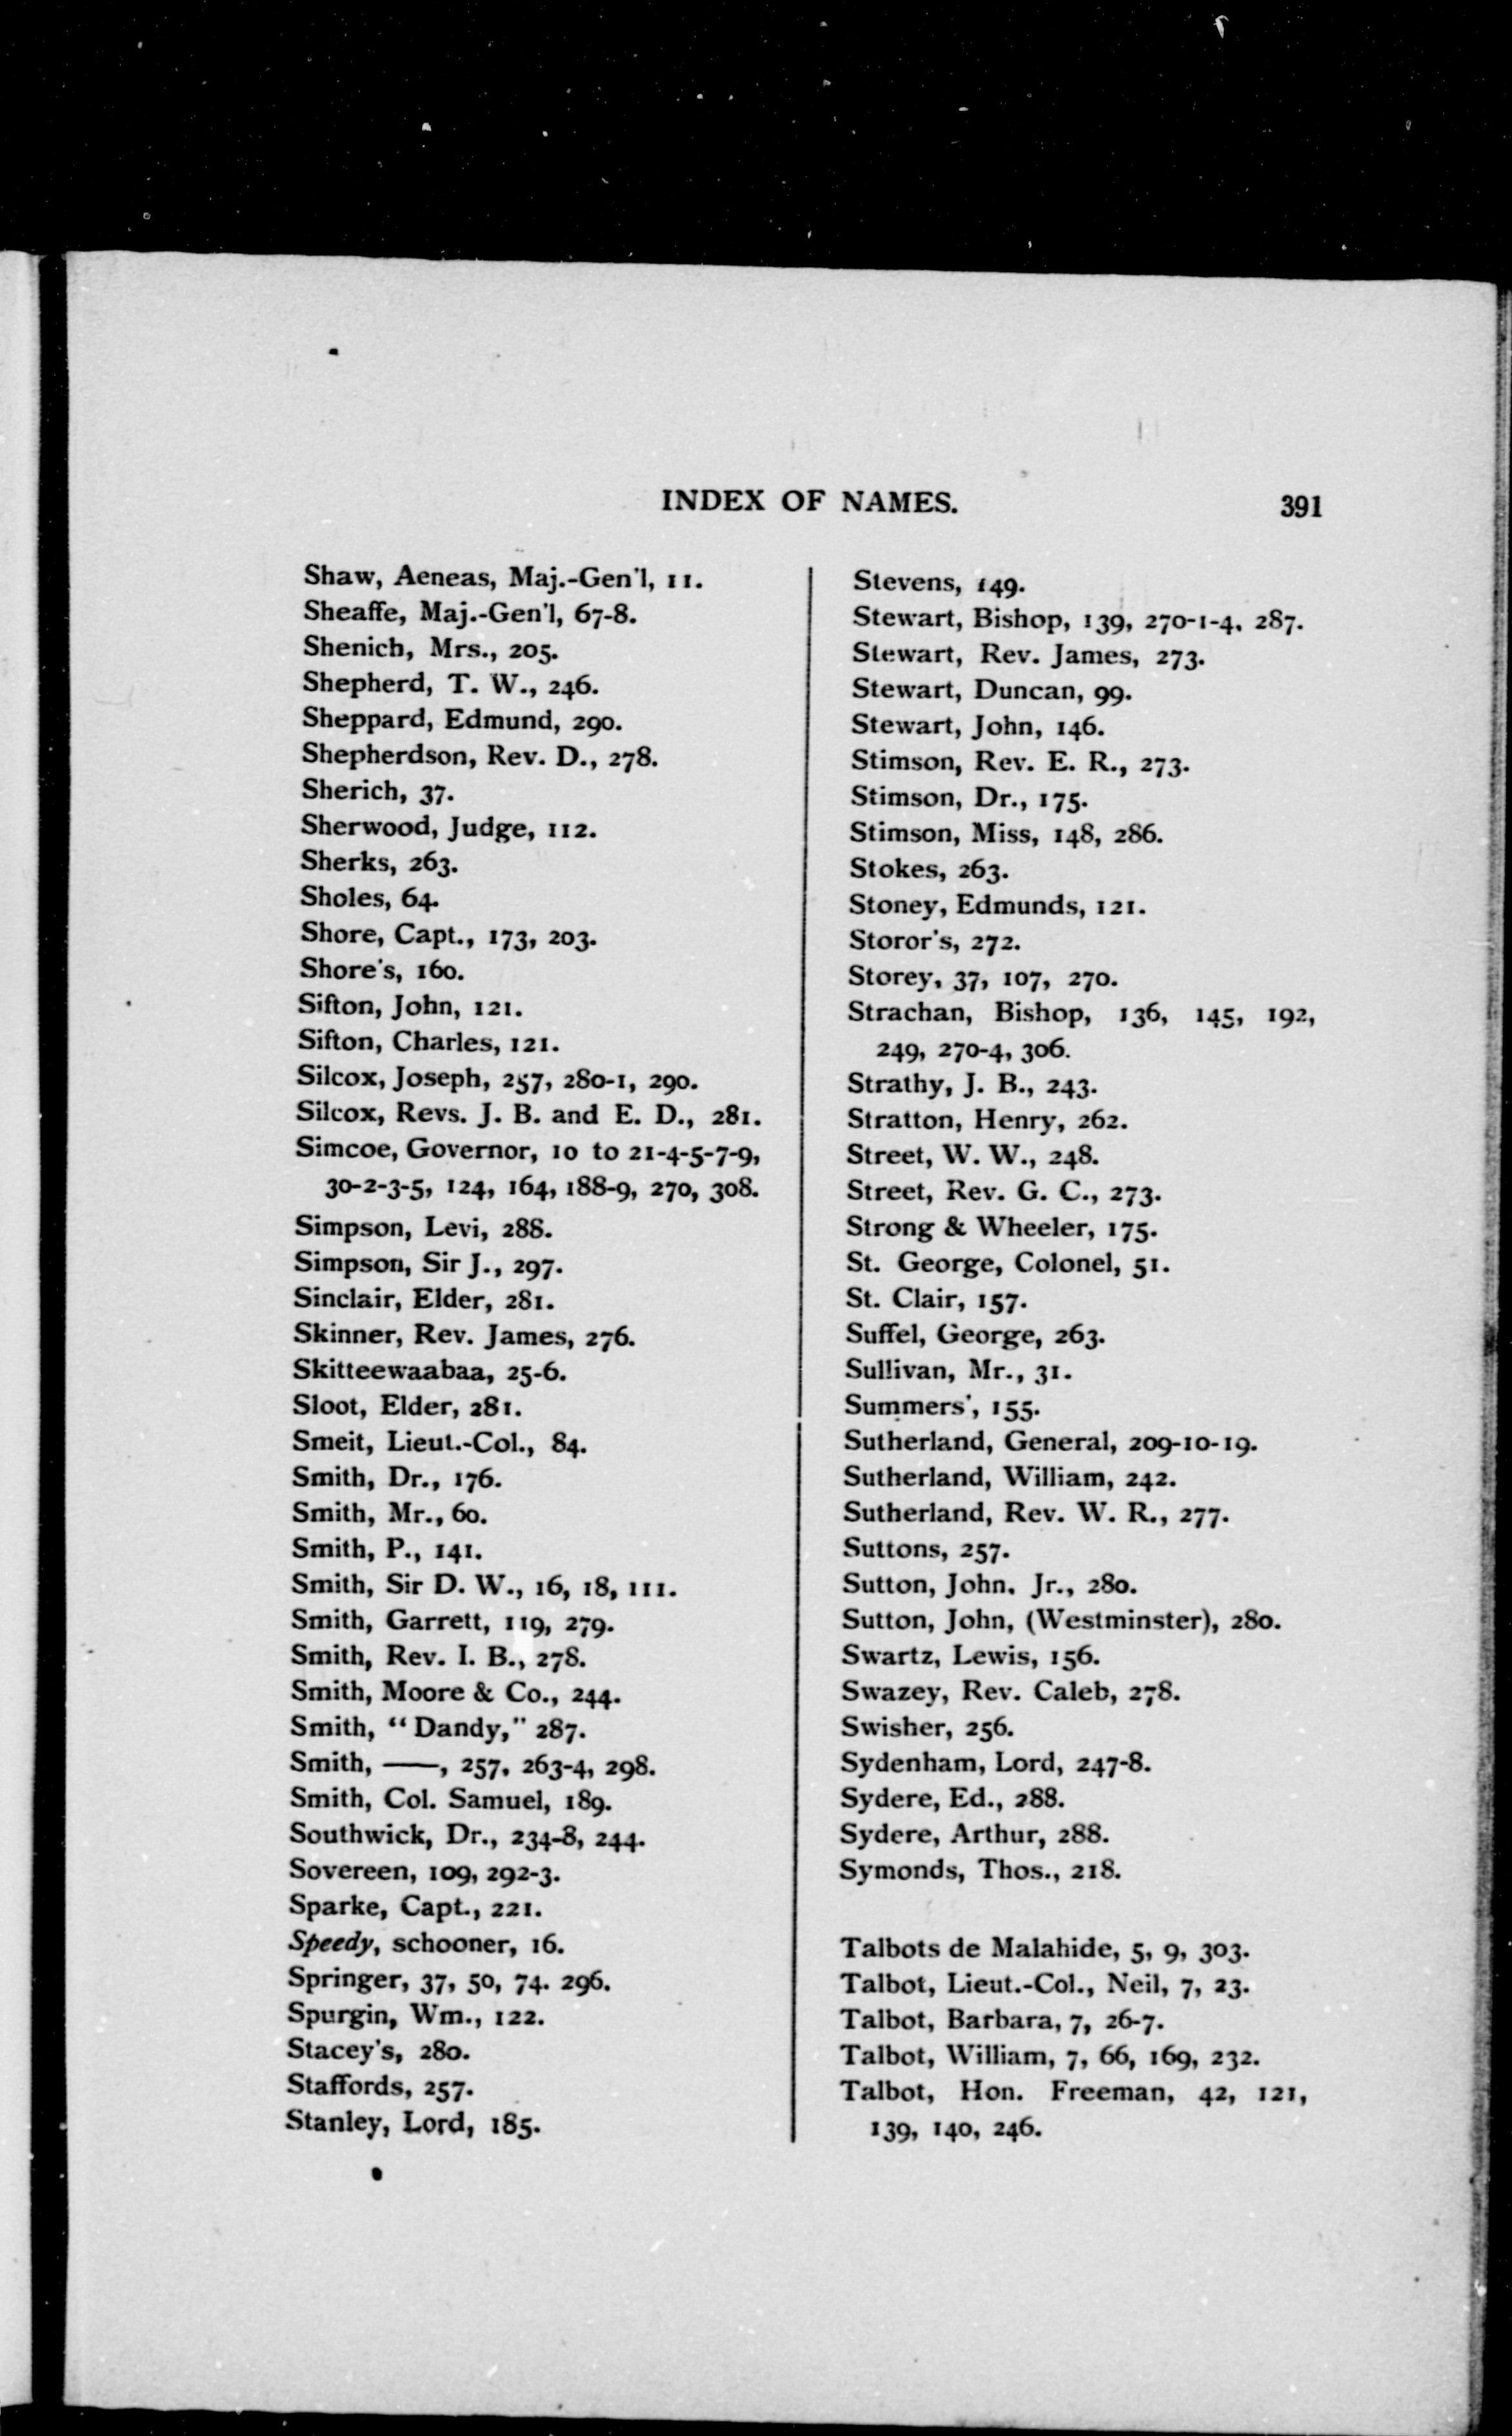 INDEX OF NAMES. 391
Shaw, Aeneas, Maj.-Gen'l, 11.
Sheaffe, Maj.-Gen'l, 67-8.
Shenich, Mrs., 205.
Shepherd, T. W., 246.
Sheppard, Edmund, 290.
Shepherdson, Rev. D., 278.
Sherich, 37.
Sherwood, Judge, 112.
Sherks, 263.
Sholes, 64.
Shore, Capt., 173, 203.
Shore's, 160.
Sifton, John, 121.
Sifton, Charles, 121.
Silcox, Joseph, 257, 280-1, 290.
Silcox, Revs. J. B. and E. D., 281.
Simcoe, Governor, 10 to 21-4-5-7-9,
30-2-3-5, 124, 164, 188-9, 270, 308.
Simpson, Levi, 288.
Simpson, Sir J., 297.
Sinclair, Elder, 281.
Skinner, Rev. James, 276.
Skitteewaabaa, 25-6.
Sloot, Elder, 281.
Smeit, Lieut.-Col., 84.
Smith, Dr., 176.
Smith, Mr., 60.
Smith, P., 141.
Smith, Sir D. W., 16, 18, 111.
Smith, Garrett, 119, 279.
Smith, Rev. I. B., 278.
Smith, Moore & Co., 244.
Smith, "Dandy," 287.
Smith, ——, 257, 263-4, 298.
Smith, Col. Samuel, 189.
Southwick, Dr., 234-8, 244.
Sovereen, 109, 292-3.
Sparke, Capt., 221.
Speedy, schooner, 16.
Springer, 37, 50, 74. 296.
Spurgin, Wm., 122.
Stacey's, 280.
Staffords, 257.
Stanley, Lord, 185.
Stevens, 149.
Stewart, Bishop, 139, 270-1-4, 287.
Stewart, Rev. James, 273.
Stewart, Duncan, 99.
Stewart, John, 146.
Stimson, Rev. E. R., 273.
Stimson, Dr., 175.
Stimson, Miss, 148, 286.
Stokes, 263.
Stoney, Edmunds, 121.
Storor's, 272.
Storey, 37, 107, 270.
Strachan, Bishop, 136, 145, 192,
249, 270-4, 306.
Strathy, J. B., 243.
Stratton, Henry, 262.
Street, W. W., 248.
Street, Rev. G. C., 273.
Strong & Wheeler, 175.
St. George, Colonel, 51.
St. Clair, 157.
Suffel, George, 263.
Sullivan, Mr., 31.
Summers', 155.
Sutherland, General, 209-10-19.
Sutherland, William, 242.
Sutherland, Rev. W. R., 277.
Suttons, 257.
Sutton, John, Jr., 280.
Sutton, John, (Westminster), 280.
Swartz, Lewis, 156.
Swazey, Rev. Caleb, 278.
Swisher, 256.
Sydenham, Lord, 247-8.
Sydere, Ed., 288.
Sydere, Arthur, 288.
Symonds, Thos., 218.
Talbots de Malahide, 5, 9, 303.
Talbot, Lieut.-Col., Neil, 7, 23.
Talbot, Barbara, 7, 26-7.
Talbot, William, 7, 66, 169, 232.
Talbot, Hon. Freeman, 42, 121,
139, 140, 246.